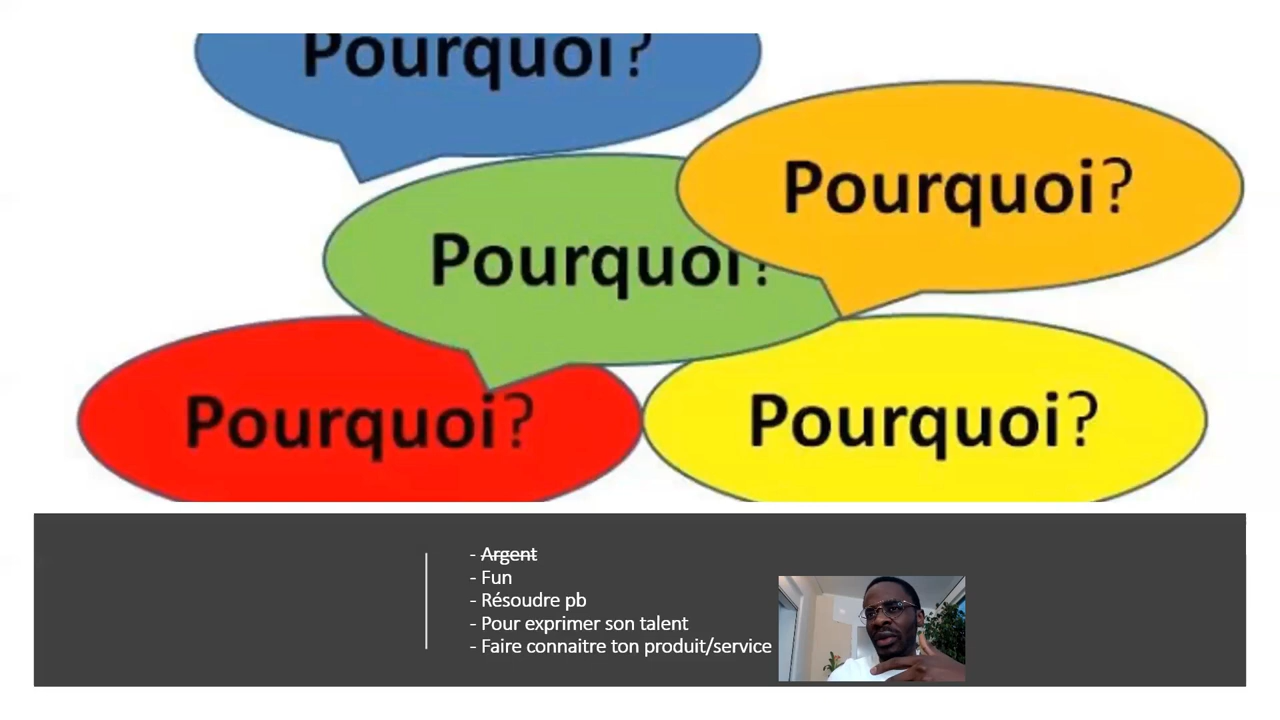 Pourquoi?
Pourquoi?
Pourquoi?
Pourquoi?
Pourquoi?
- Argent
- Fun
- Résoudre pb
- Pour exprimer son talent
- Faire connaitre ton produit/service